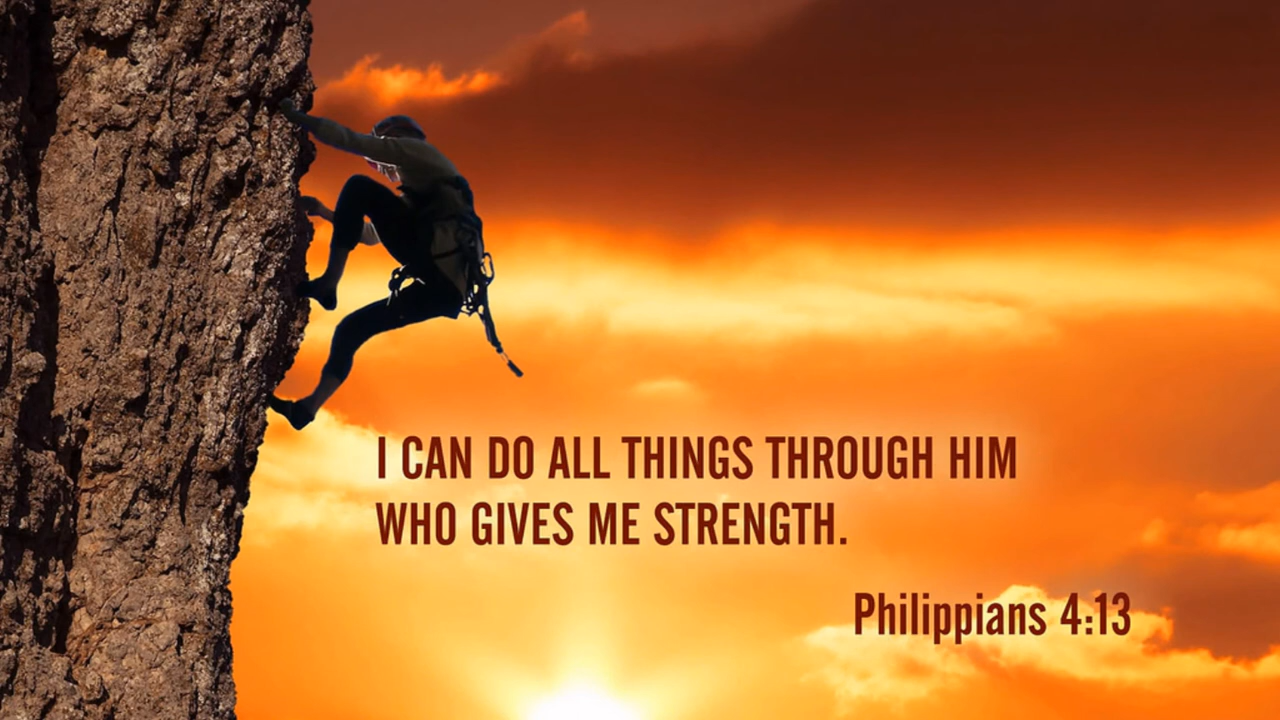 I CAN DO ALL THINGS THROUGH HIM
WHO GIVES ME STRENGTH.
Philippians 4:13